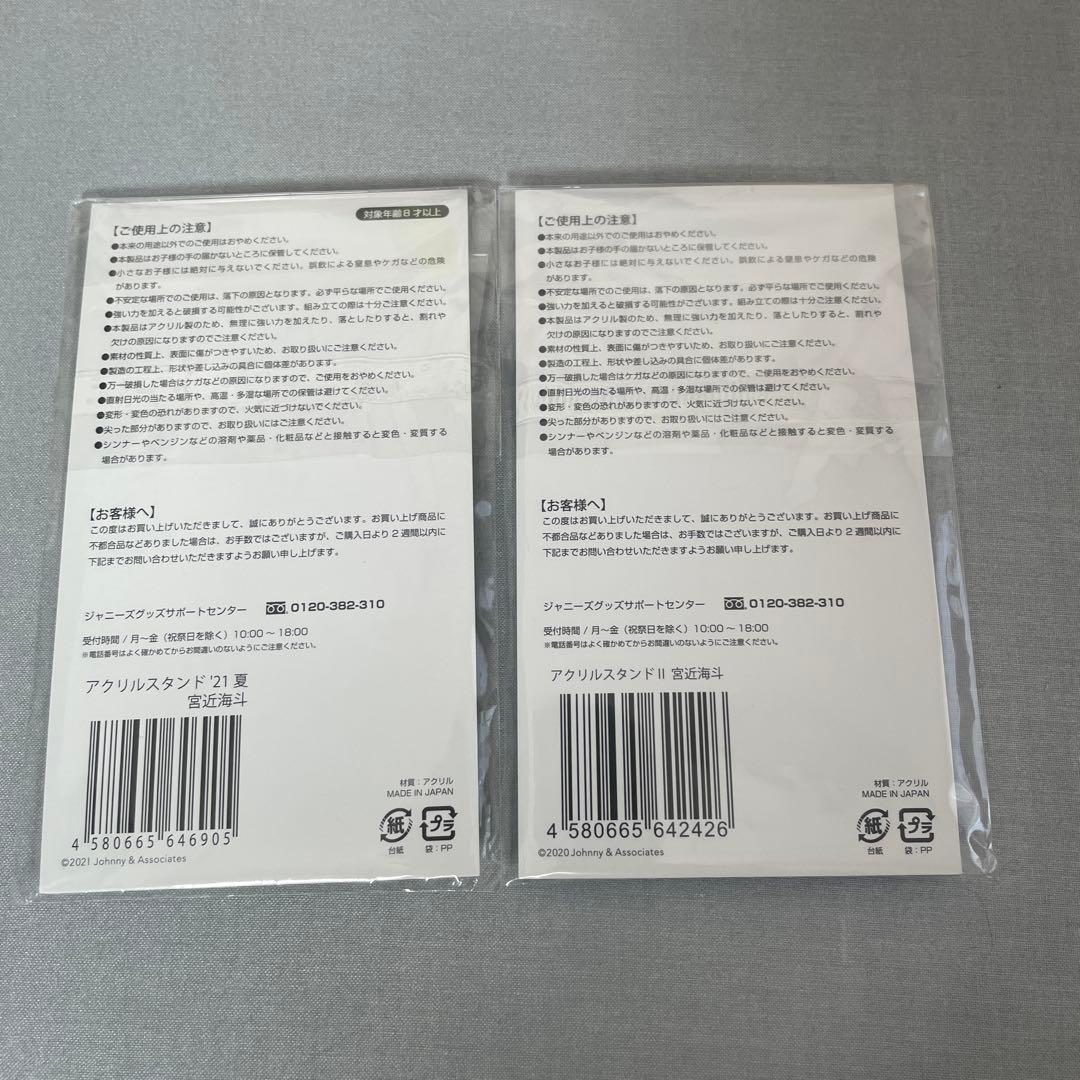 対象年齢8才以上
【ご使用上の注意】
●本来の用途以外でのご使用はおやめください。
●本製品はお子様の手の届かないところに保管してください。
●小さなお子様には絶対に与えないでください。誤飲による窒息やケガなどの危険
があります。
●不安定な場所でのご使用は、落下の原因となります。必ず平らな場所でご使用ください。
●強い力を加えると破損する可能性がございます。組み立ての際は十分ご注意ください。
●本製品はアクリル製のため、無理に強い力を加えたり、落としたりすると、割れや
欠けの原因になりますのでご注意ください。
●素材の性質上、表面に傷がつきやすいため、お取り扱いにご注意ください。
●製造の工程上、形状や差し込みの具合に個体差があります。
●万一破損した場合はケガなどの原因になりますので、ご使用をおやめください。
●直射日光の当たる場所や、高温・多湿な場所での保管は避けてください。
●変形・変色の恐れがありますので、火気に近づけないでください。
●尖った部分がありますので、お取り扱いにはご注意ください。
●シンナーやベンジンなどの溶剤や薬品・化粧品などと接触すると変色・変質する
場合があります。
【お客様へ】
この度はお買い上げいただきまして、誠にありがとうございます。お買い上げ商品に
不都合品などありました場合は、お手数ではございますが、ご購入日より2週間以内に
下記までお問い合わせいただきますようお願い申し上げます。
ジャニーズグッズサポートセンター 0120-382-310
受付時間 / 月〜金（祝祭日を除く）10:00〜18:00
※電話番号はよく確かめてからお間違いのないようにご注意ください。
アクリルスタンド '21 夏
宮近海斗
材質：アクリル
MADE IN JAPAN
紙
プラ
台紙
袋：PP
4 580665 646905
©2021 Johnny & Associates
【ご使用上の注意】
●本来の用途以外でのご使用はおやめください。
●本製品はお子様の手の届かないところに保管してください。
●小さなお子様には絶対に与えないでください。誤飲による窒息やケガなどの危険
があります。
●不安定な場所でのご使用は、落下の原因となります。必ず平らな場所でご使用ください。
●強い力を加えると破損する可能性がございます。組み立ての際は十分ご注意ください。
●本製品はアクリル製のため、無理に強い力を加えたり、落としたりすると、割れや
欠けの原因になりますのでご注意ください。
●素材の性質上、表面に傷がつきやすいため、お取り扱いにご注意ください。
●製造の工程上、形状や差し込みの具合に個体差があります。
●万一破損した場合はケガなどの原因になりますので、ご使用をおやめください。
●直射日光の当たる場所や、高温・多湿な場所での保管は避けてください。
●変形・変色の恐れがありますので、火気に近づけないでください。
●尖った部分がありますので、お取り扱いにはご注意ください。
●シンナーやベンジンなどの溶剤や薬品・化粧品などと接触すると変色・変質する
場合があります。
【お客様へ】
この度はお買い上げいただきまして、誠にありがとうございます。お買い上げ商品に
不都合品などありました場合は、お手数ではございますが、ご購入日より2週間以内に
下記までお問い合わせいただきますようお願い申し上げます。
ジャニーズグッズサポートセンター 0120-382-310
受付時間 / 月〜金（祝祭日を除く）10:00〜18:00
※電話番号はよく確かめてからお間違いのないようにご注意ください。
アクリルスタンドⅡ 宮近海斗
材質：アクリル
MADE IN JAPAN
紙
プラ
台紙
袋：PP
4 580665 642426
©2020 Johnny & Associates